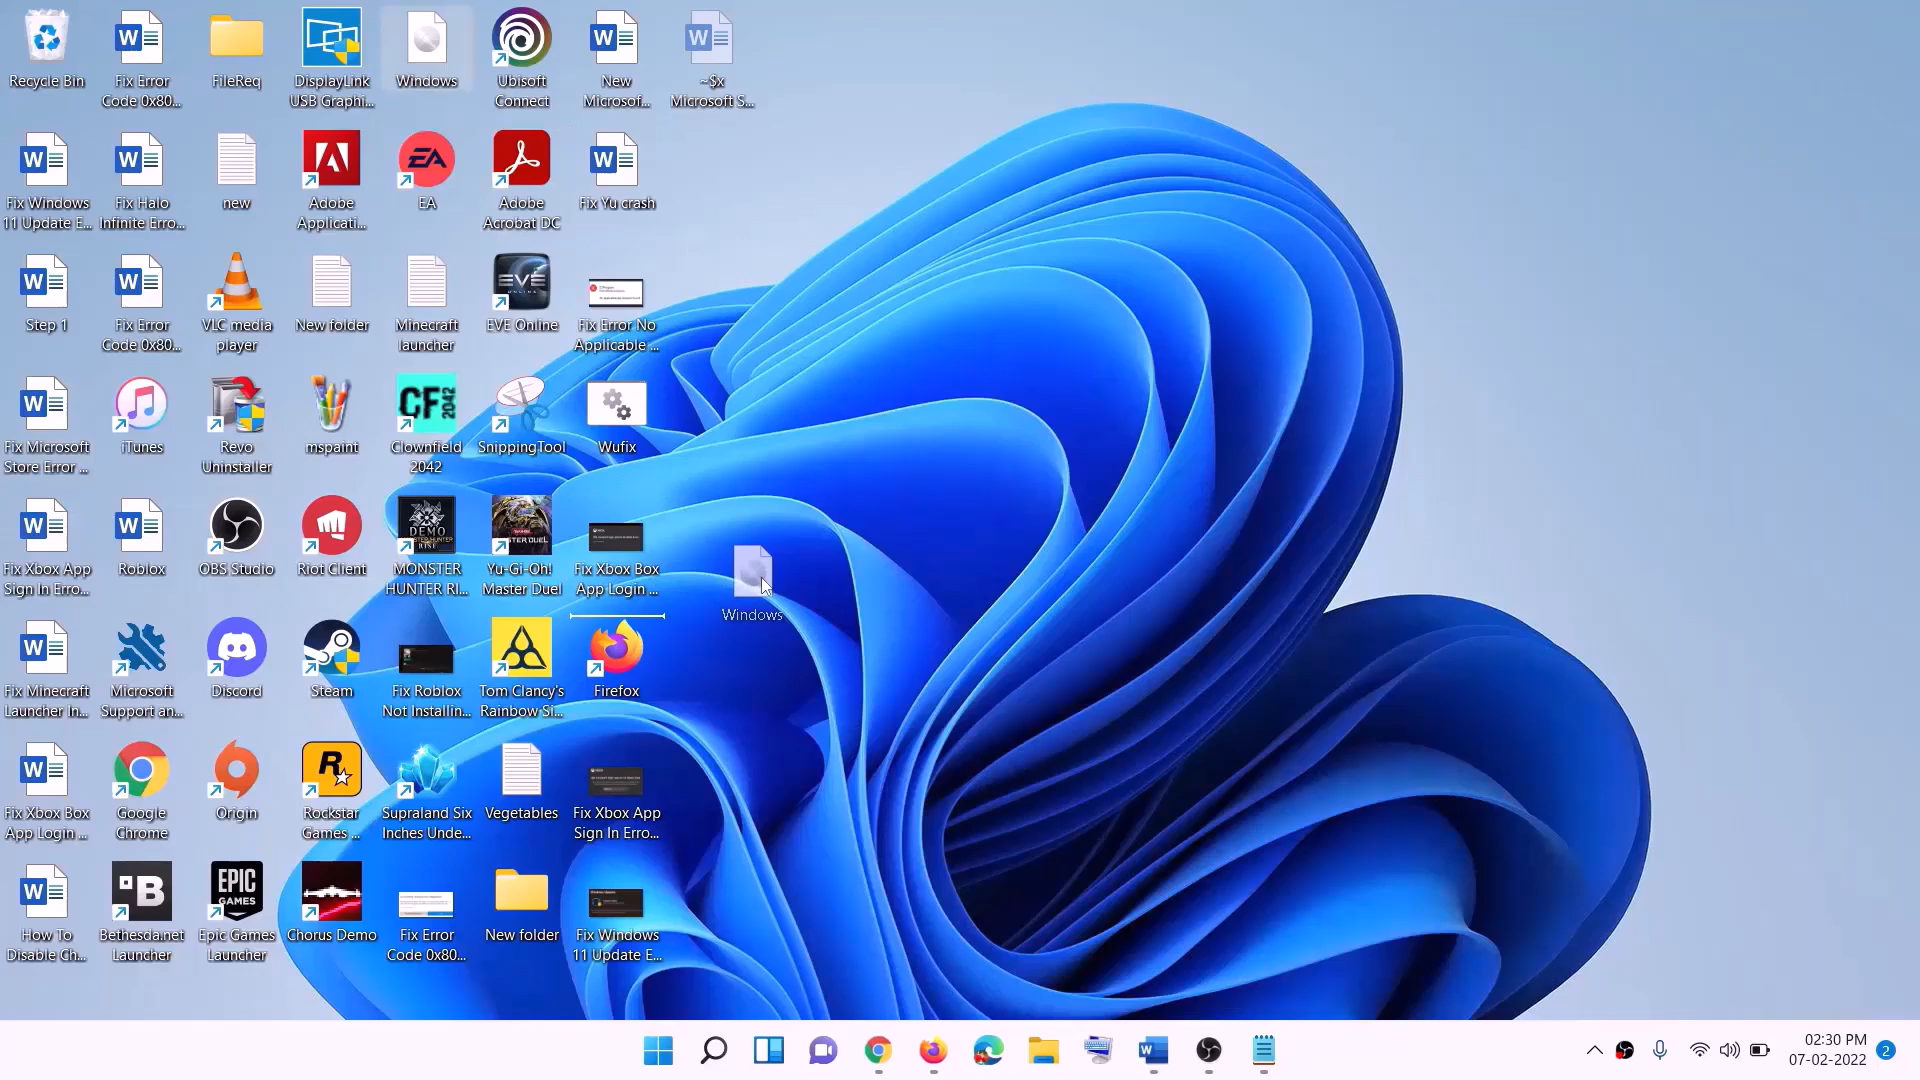 Recycle Bin
Fix Error
Code 0x80...
FileReq
DisplayLink
USB Graphi...
Windows
Ubisoft
Connect
New
Microsof...
~$x
Microsoft S...
Fix Windows
11 Update E...
Fix Halo
Infinite Erro...
new
Adobe
Applicati...
EA
EA
Adobe
Acrobat DC
Fix Yu crash
Step 1
Fix Error
Code 0x80...
VLC media
player
New folder
Minecraft
launcher
EVE
ONLINE
EVE Online
Fix Error No
Applicable ...
Fix Microsoft
Store Error ...
iTunes
Revo
Uninstaller
mspaint
CF 2042
Clownfield
2042
SnippingTool
Wufix
Fix Xbox App
Sign In Erro...
Roblox
OBS Studio
Riot Client
DEMO
MONSTER
HUNTER RI...
Yu-Gi-Oh!
Master Duel
Fix Xbox Box
App Login ...
Windows
Fix Minecraft
Launcher In...
Microsoft
Support an...
Discord
Steam
Fix Roblox
Not Installin...
Tom Clancy's
Rainbow Si...
Firefox
Fix Xbox Box
App Login ...
Google
Chrome
Origin
Rockstar
Games ...
Supraland Six
Inches Unde...
Vegetables
Fix Xbox App
Sign In Erro...
How To
Disable Ch...
Bethesda.net
Launcher
EPIC
GAMES
Epic Games
Launcher
Chorus Demo
Fix Error
Code 0x80...
New folder
Fix Windows
11 Update E...
02:30 PM
07-02-2022
2